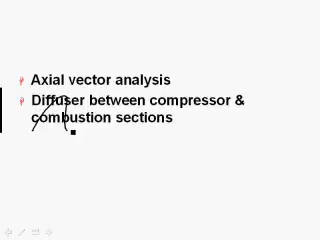 Axial vector analysis
Diffuser between compressor &
combustion sections